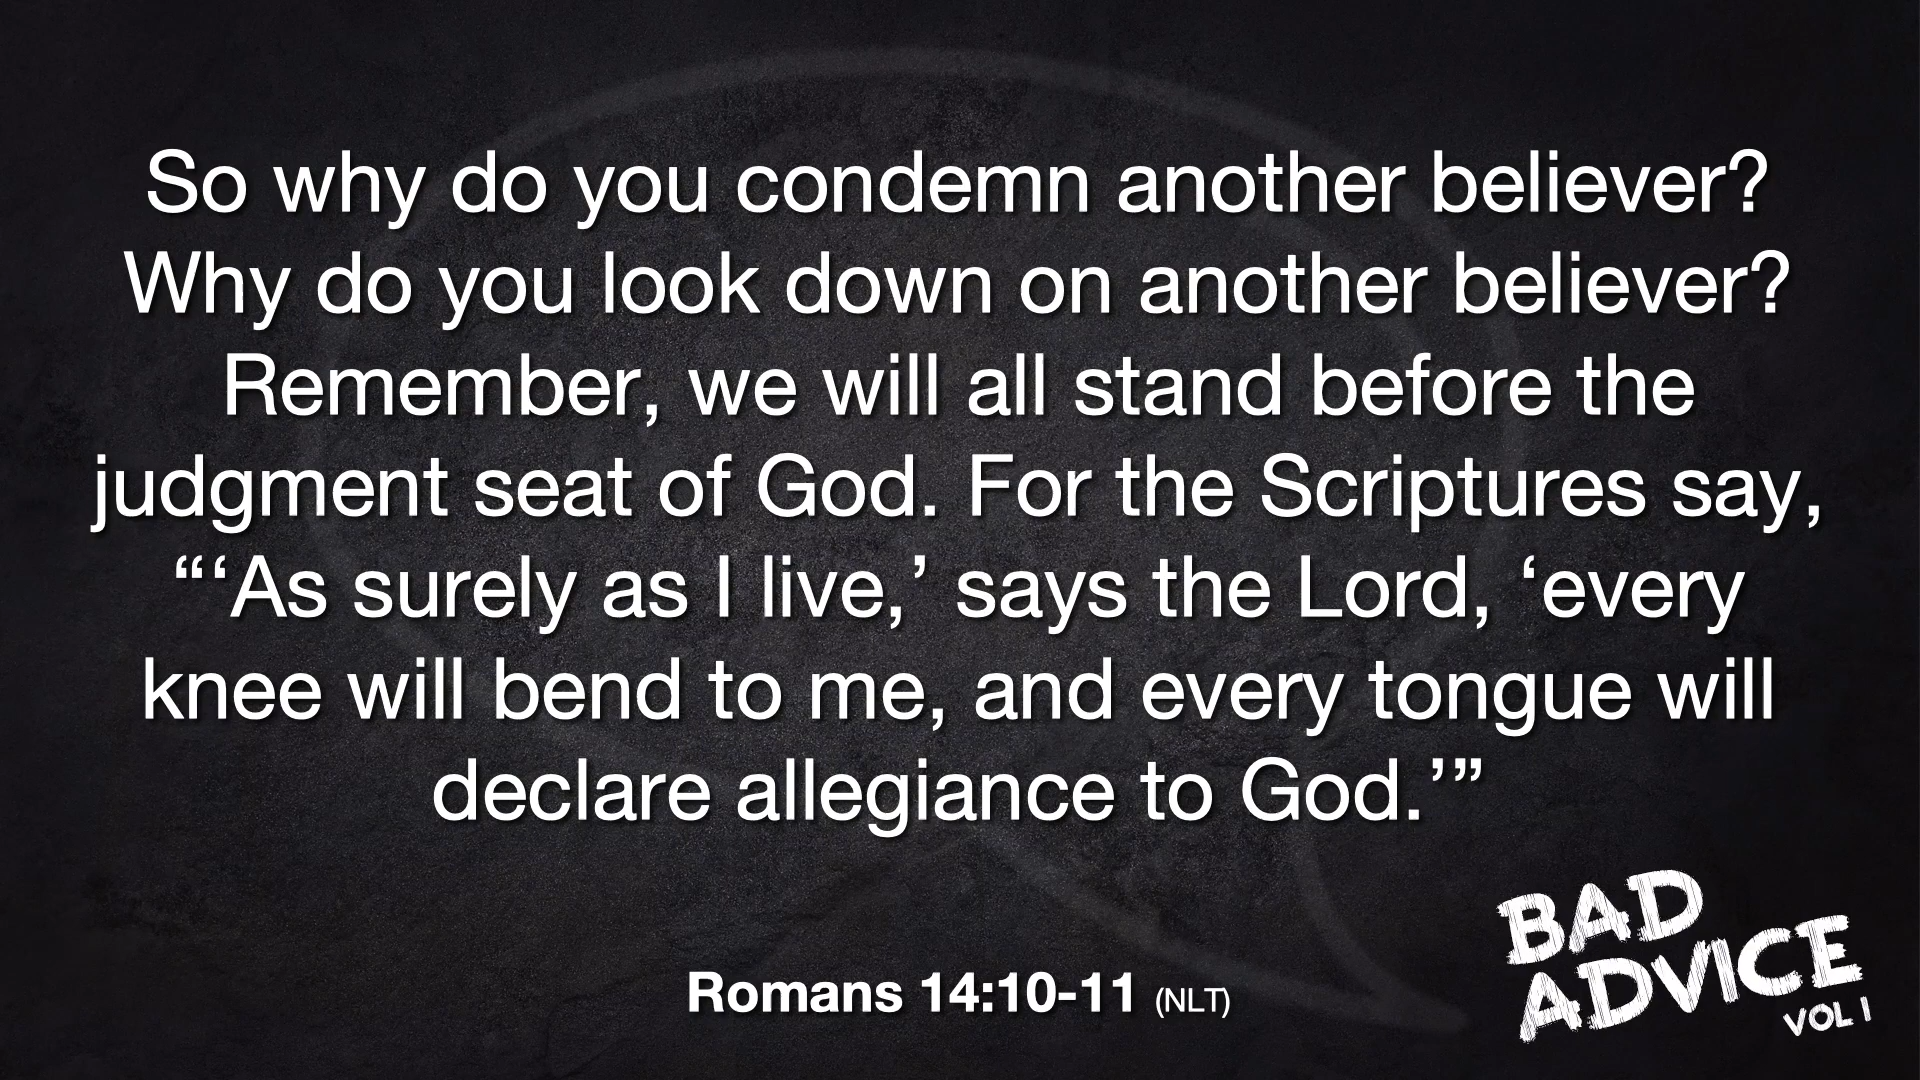 So why do you condemn another believer?
Why do you look down on another believer?
Remember, we will all stand before the
judgment seat of God. For the Scriptures say,
“‘As surely as I live,’ says the Lord, ‘every
knee will bend to me, and every tongue will
declare allegiance to God.’”
Romans 14:10-11 (NLT)
BAD
ADVICE
VOL I